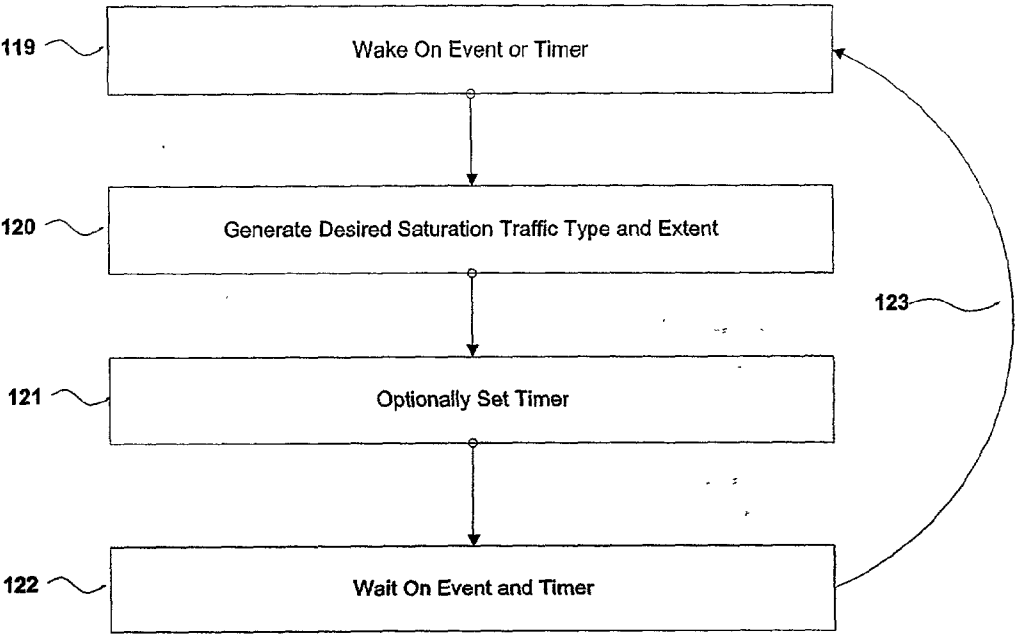 119
Wake On Event or Timer
120
Generate Desired Saturation Traffic Type and Extent
123
121
Optionally Set Timer
122
Wait On Event and Timer